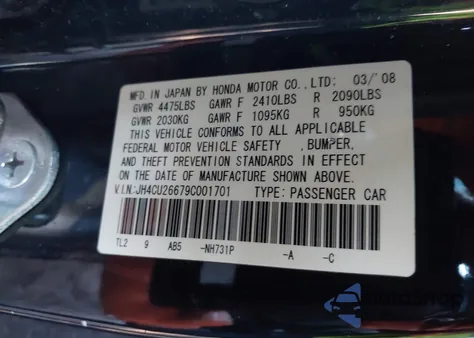 MFD. IN JAPAN BY HONDA MOTOR CO., LTD: 03/'08
GVWR 4475LBS GAWR F 2410LBS R 2090LBS
GVWR 2030KG GAWR F 1095KG R 950KG
THIS VEHICLE CONFORMS TO ALL APPLICABLE
FEDERAL MOTOR VEHICLE SAFETY , BUMPER,
AND THEFT PREVENTION STANDARDS IN EFFECT
ON THE DATE OF MANUFACTURE SHOWN ABOVE.
V.I.N:JH4CU26679C001701 TYPE: PASSENGER CAR
TL2 9 AB5 -NH731P -A -C